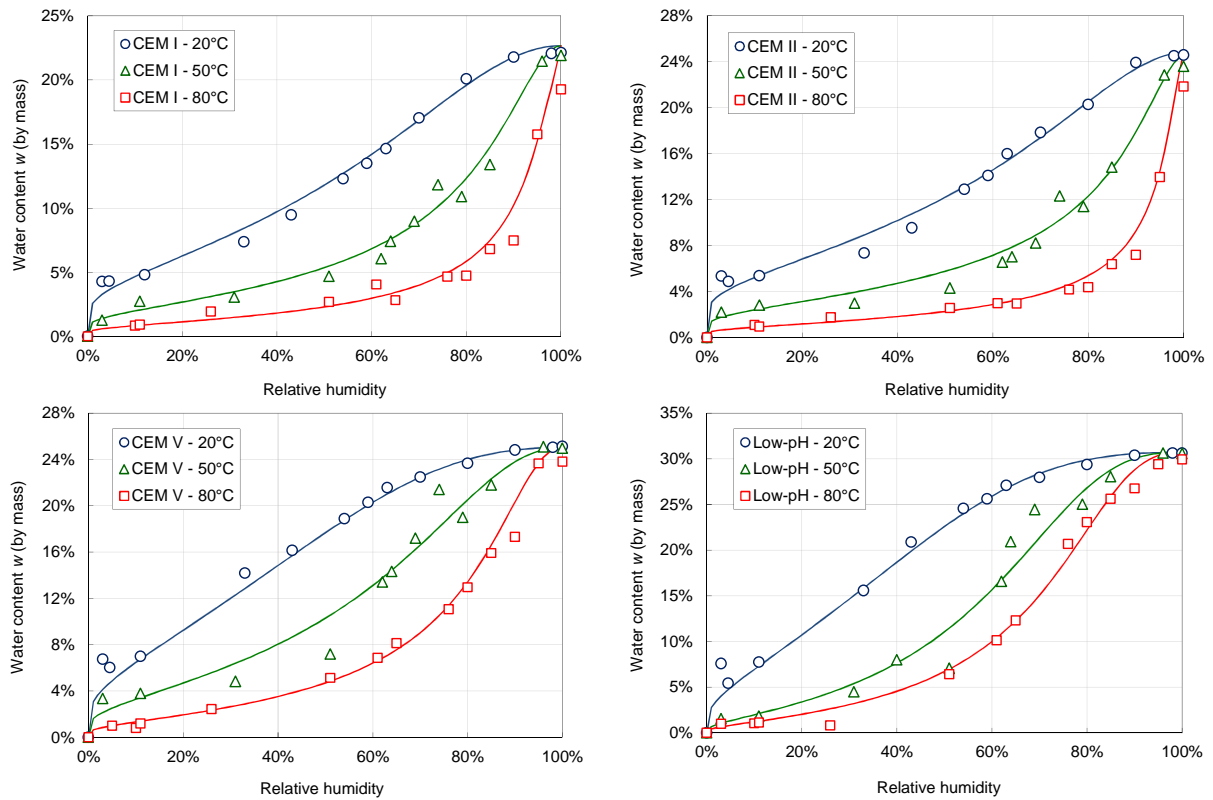 25%
20%
15%
10%
5%
0%
Water content w (by mass)
CEM I - 20°C
CEM I - 50°C
CEM I - 80°C
0% 20% 40% 60% 80% 100%
Relative humidity
28%
24%
20%
16%
12%
8%
4%
0%
Water content w (by mass)
CEM II - 20°C
CEM II - 50°C
CEM II - 80°C
0% 20% 40% 60% 80% 100%
Relative humidity
28%
24%
20%
16%
12%
8%
4%
0%
Water content w (by mass)
CEM V - 20°C
CEM V - 50°C
CEM V - 80°C
0% 20% 40% 60% 80% 100%
Relative humidity
35%
30%
25%
20%
15%
10%
5%
0%
Water content w (by mass)
Low-pH - 20°C
Low-pH - 50°C
Low-pH - 80°C
0% 20% 40% 60% 80% 100%
Relative humidity